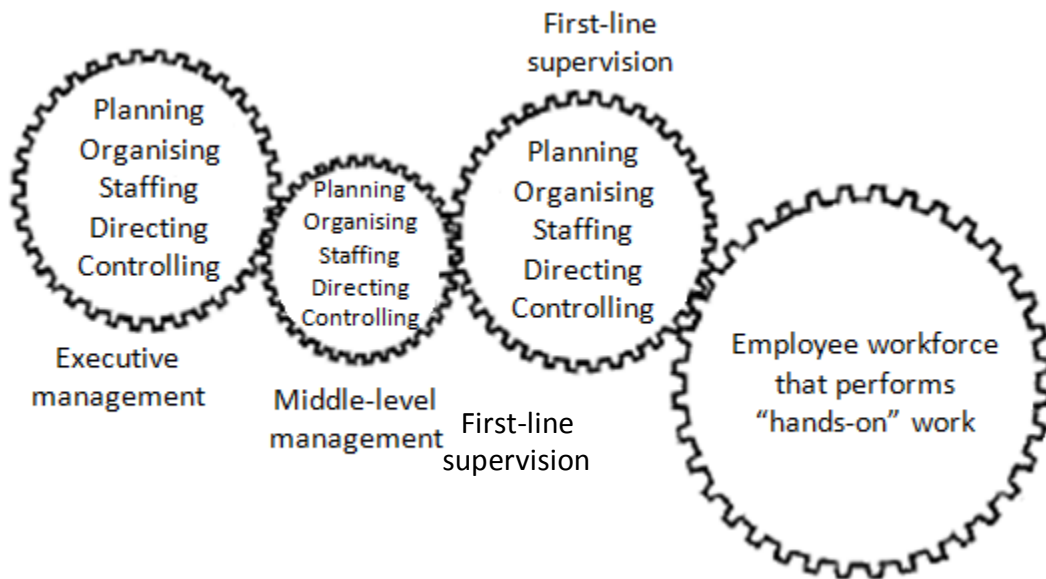 Planning
Organising
Staffing
Directing
Controlling
Executive
management
Planning
Organising
Staffing
Directing
Controlling
Middle-level
management
First-line
supervision
Planning
Organising
Staffing
Directing
Controlling
First-line
supervision
Employee workforce
that performs
“hands-on” work